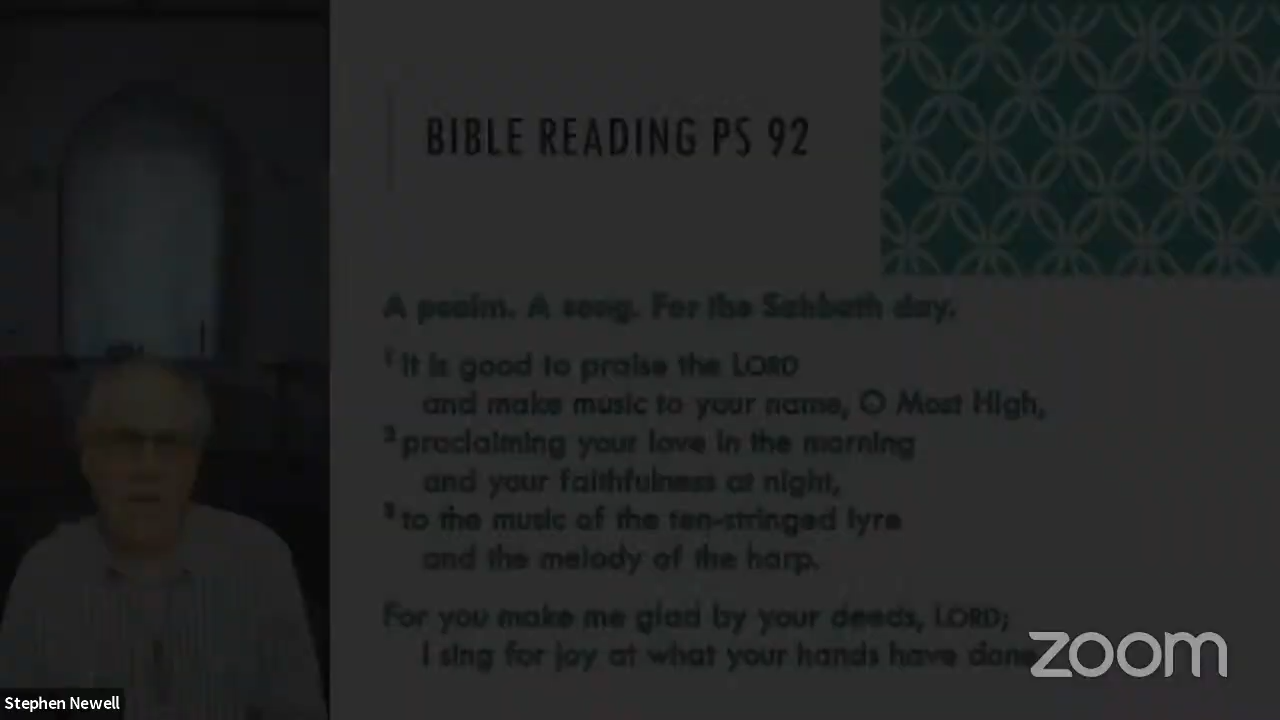 BIBLE READING PS 92
A psalm. A song. For the Sabbath day.
1 It is good to praise the LORD
and make music to your name, O Most High,
2 proclaiming your love in the morning
and your faithfulness at night,
3 to the music of the ten-stringed lyre
and the melody of the harp.
For you make me glad by your deeds, LORD;
I sing for joy at what your hands have done
zoom
Stephen Newell